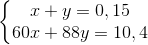 x + y = 0,15
60x + 88y = 10,4